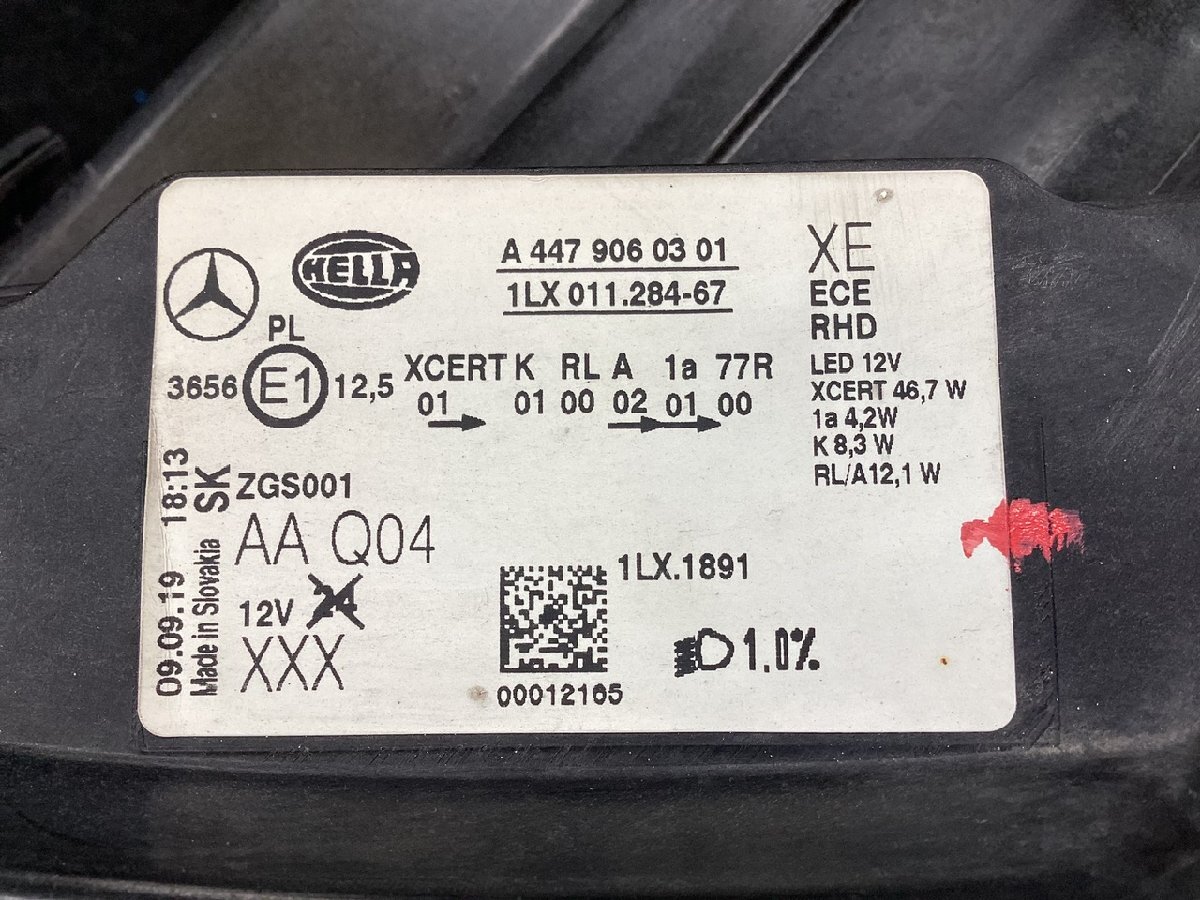 HELLA
A 447 906 03 01
1LX 011.284-67
XE
ECE
RHD
LED 12V
XCERT 46,7 W
1a 4,2W
K 8,3 W
RL/A12,1 W
PL
3656 E1 12,5
XCERT K RL A 1a 77R
01 01 00 02 01 00
09.09.19 18:13
Made in Slovakia SK
ZGS001
AA Q04
12V 24
XXX
1LX.1891
00012165
1.0%